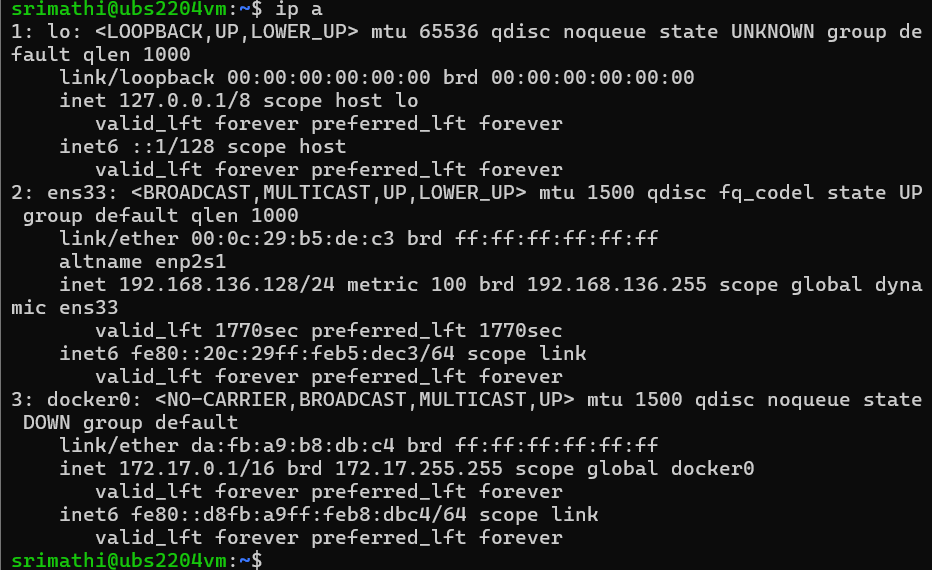 srimathi@ubs2204vm:~$ ip a
1: lo: <LOOPBACK,UP,LOWER_UP> mtu 65536 qdisc noqueue state UNKNOWN group de
fault qlen 1000
    link/loopback 00:00:00:00:00:00 brd 00:00:00:00:00:00
    inet 127.0.0.1/8 scope host lo
       valid_lft forever preferred_lft forever
    inet6 ::1/128 scope host
       valid_lft forever preferred_lft forever
2: ens33: <BROADCAST,MULTICAST,UP,LOWER_UP> mtu 1500 qdisc fq_codel state UP
 group default qlen 1000
    link/ether 00:0c:29:b5:de:c3 brd ff:ff:ff:ff:ff:ff
    altname enp2s1
    inet 192.168.136.128/24 metric 100 brd 192.168.136.255 scope global dyna
mic ens33
       valid_lft 1770sec preferred_lft 1770sec
    inet6 fe80::20c:29ff:feb5:dec3/64 scope link
       valid_lft forever preferred_lft forever
3: docker0: <NO-CARRIER,BROADCAST,MULTICAST,UP> mtu 1500 qdisc noqueue state
 DOWN group default
    link/ether da:fb:a9:b8:db:c4 brd ff:ff:ff:ff:ff:ff
    inet 172.17.0.1/16 brd 172.17.255.255 scope global docker0
       valid_lft forever preferred_lft forever
    inet6 fe80::d8fb:a9ff:feb8:dbc4/64 scope link
       valid_lft forever preferred_lft forever
srimathi@ubs2204vm:~$